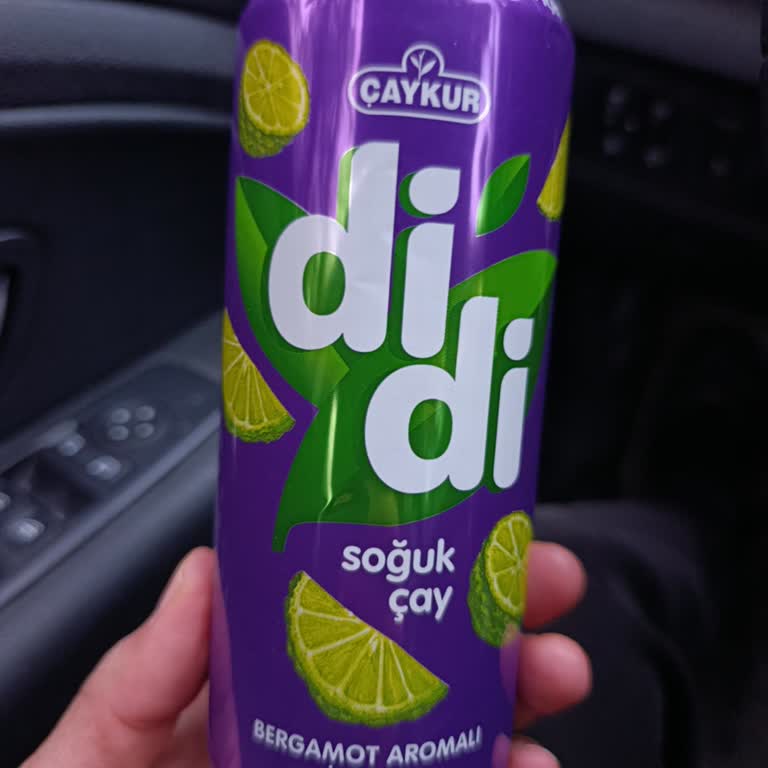 ÇAYKUR
di
di
soğuk
çay
BERGAMOT AROMALI